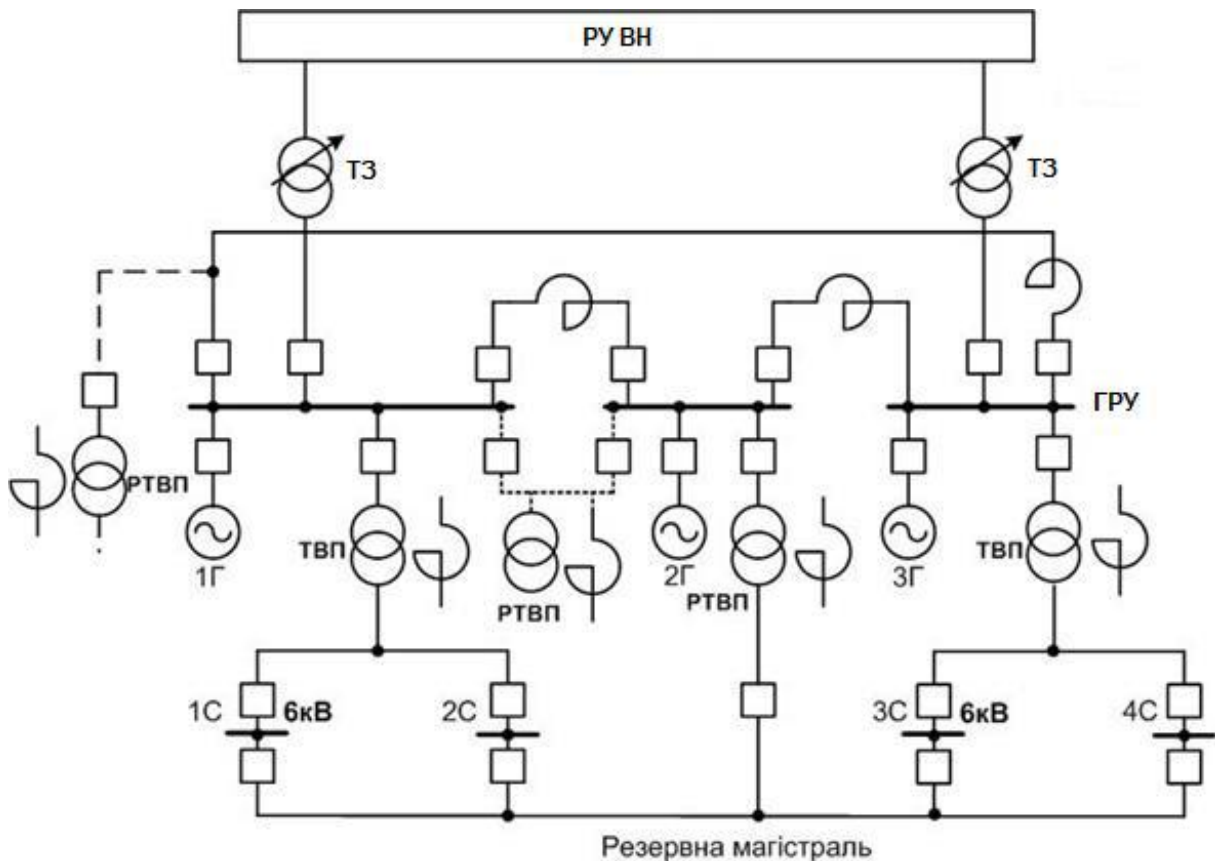 РУ ВН
ТЗ
ТЗ
ГРУ
РТВП
1Г
ТВП
РТВП
2Г
РТВП
3Г
ТВП
1С
6кВ
2С
3С
6кВ
4С
Резервна магістраль